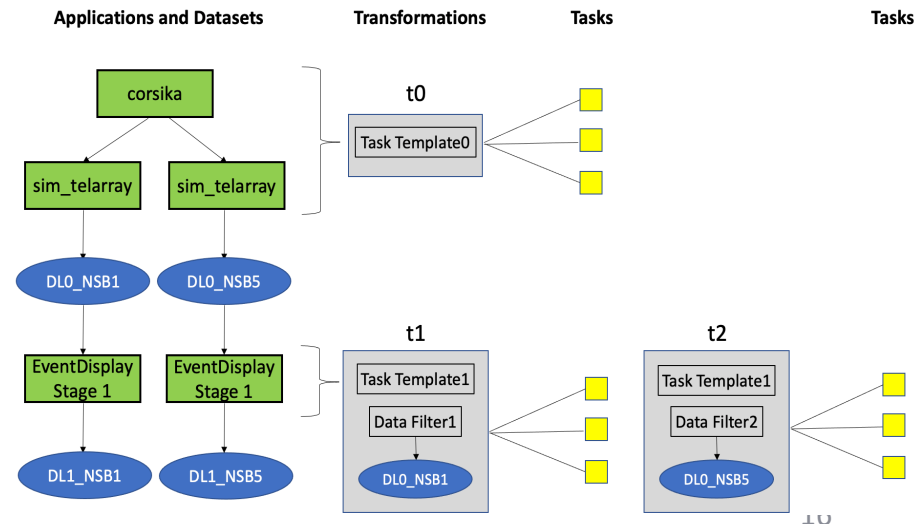 Applications and Datasets
Transformations
Tasks
Tasks
corsika
t0
Task Template0
sim_telarray
sim_telarray
DL0_NSB1
DL0_NSB5
t1
t2
EventDisplay
Stage 1
EventDisplay
Stage 1
Task Template1
Task Template1
Data Filter1
Data Filter2
DL1_NSB1
DL1_NSB5
DL0_NSB1
DL0_NSB5